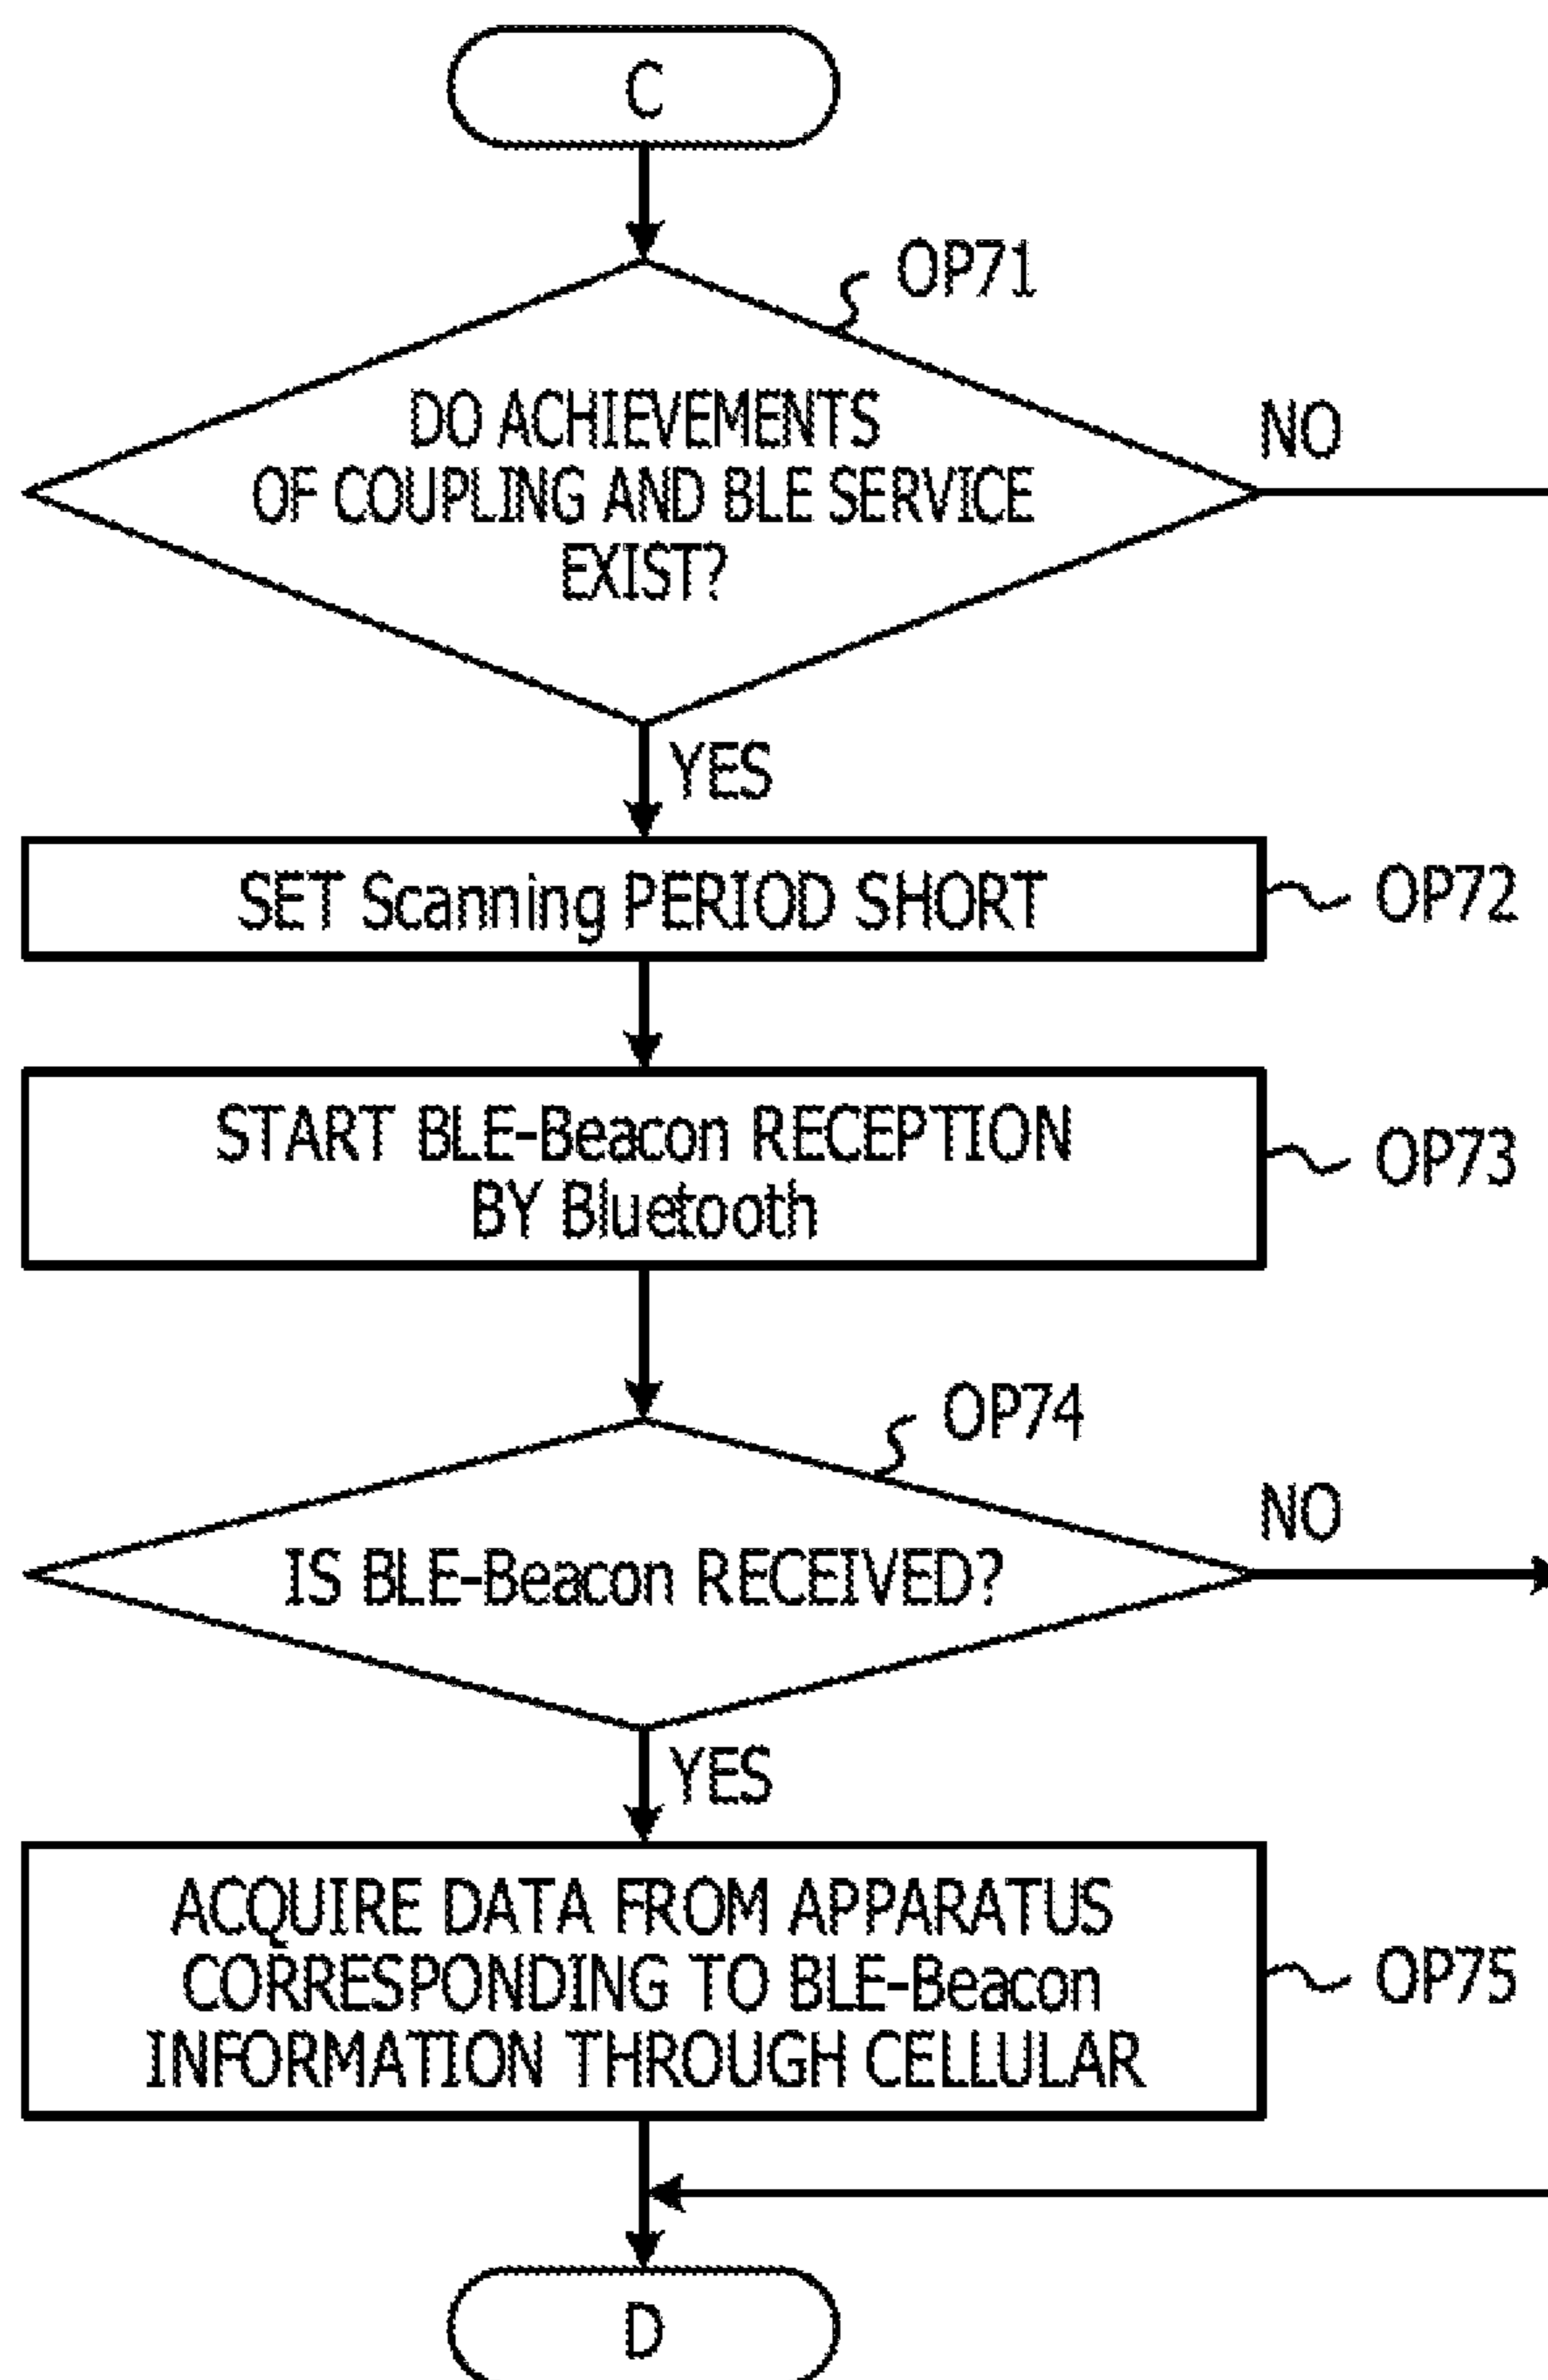 C
OP71
DO ACHIEVEMENTS
OF COUPLING AND BLE SERVICE
EXIST?
NO
YES
SET Scanning PERIOD SHORT
OP72
START BLE-Beacon RECEPTION
BY Bluetooth
OP73
OP74
IS BLE-Beacon RECEIVED?
NO
YES
ACQUIRE DATA FROM APPARATUS
CORRESPONDING TO BLE-Beacon
INFORMATION THROUGH CELLULAR
OP75
D